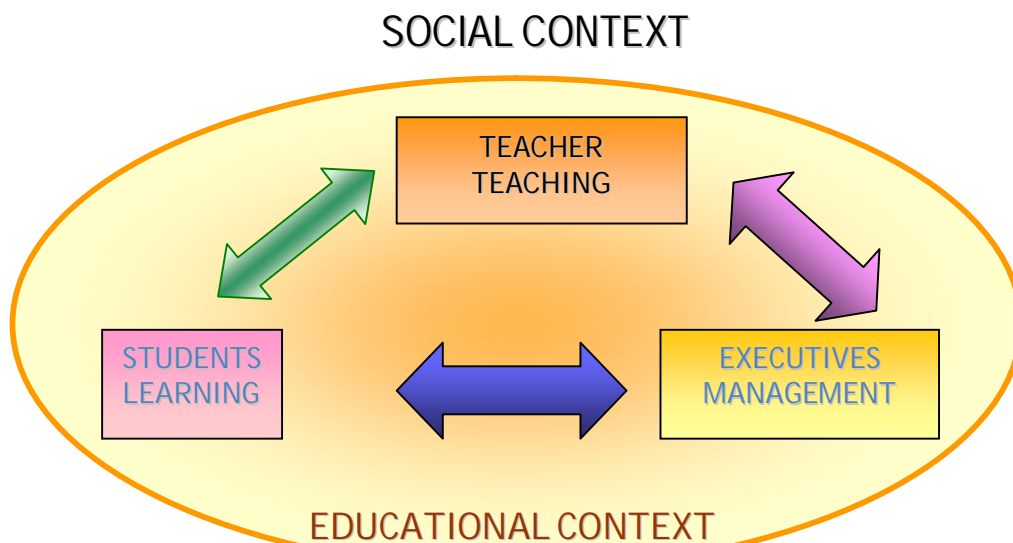 SOCIAL CONTEXT
TEACHER
TEACHING
STUDENTS
LEARNING
EXECUTIVES
MANAGEMENT
EDUCATIONAL CONTEXT